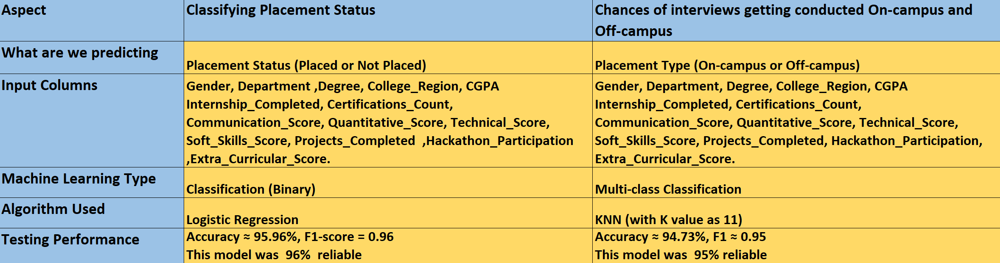 Aspect
Classifying Placement Status
Chances of interviews getting conducted On-campus and
Off-campus
What are we predicting
Placement Status (Placed or Not Placed)
Placement Type (On-campus or Off-campus)
Input Columns
Gender, Department ,Degree, College_Region, CGPA
Internship_Completed, Certifications_Count,
Communication_Score, Quantitative_Score, Technical_Score,
Soft_Skills_Score, Projects_Completed  ,Hackathon_Participation
,Extra_Curricular_Score.
Gender, Department, Degree, College_Region, CGPA
Internship_Completed, Certifications_Count,
Communication_Score, Quantitative_Score, Technical_Score,
Soft_Skills_Score, Projects_Completed, Hackathon_Participation,
Extra_Curricular_Score.
Machine Learning Type
Classification (Binary)
Multi-class Classification
Algorithm Used
Logistic Regression
KNN (with K value as 11)
Testing Performance
Accuracy ≈ 95.96%, F1-score = 0.96
This model was  96%  reliable
Accuracy ≈ 94.73%, F1 ≈ 0.95
This model was  95% reliable